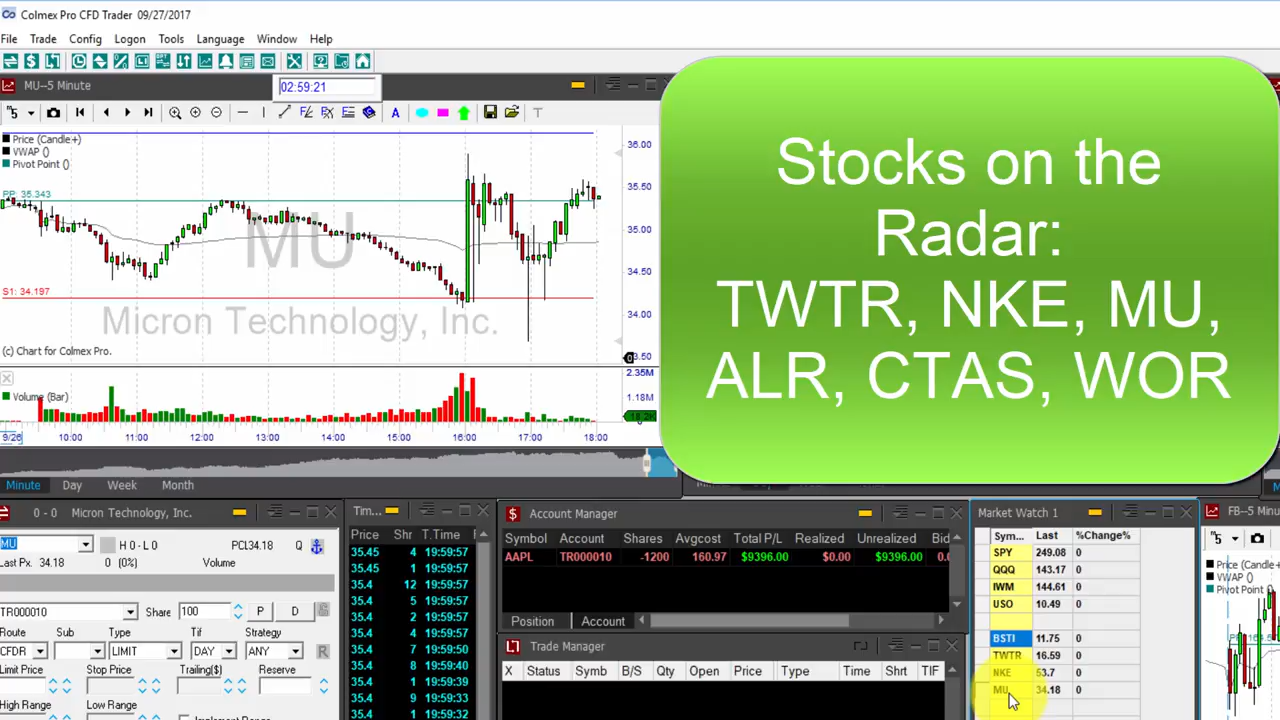 Colmex Pro CFD Trader 09/27/2017
File Trade Config Logon Tools Language Window Help
MU--5 Minute
02:59:21
5
Price (Candle+)
VWAP ()
Pivot Point ()
PP: 35.343
S1: 34.197
MU
Micron Technology, Inc.
(c) Chart for Colmex Pro.
36.00
35.50
35.00
34.50
34.00
3.50
Volume (Bar)
2.35M
1.18M
9/26 10:00 11:00 12:00 13:00 14:00 15:00 16:00 17:00 18:00
Minute Day Week Month
Stocks on the
Radar:
TWTR, NKE, MU,
ALR, CTAS, WOR
0 - 0 Micron Technology, Inc.
MU H 0 - L 0 PCL34.18 Q
Last Px. 34.18 0 (0%) Volume
TR000010 Share 100 P D
Route Sub Type Tif Strategy
CFDR LIMIT DAY ANY R
Limit Price Stop Price Trailing($) Reserve
High Range Low Range
Tim...
Price Shr T.Time
35.45 4 19:59:57
35.45 1 19:59:57
35.4 12 19:59:57
35.4 5 19:59:57
35.4 2 19:59:57
35.4 4 19:59:57
35.4 7 19:59:50
35.4 8 19:59:40
35.4 1 19:59:39
35.4 9 19:59:33
35.4 2 19:59:32
Account Manager
Symbol Account Shares Avgcost Total P/L Realized Unrealized Bid
AAPL TR000010 -1200 160.97 $9396.00 $0.00 $9396.00 0.0
Position Account
Trade Manager
X Status Symb B/S Qty Open Price Type Time Shrt TIF
Market Watch 1
Sym... Last %Change%
SPY 249.08 0
QQQ 143.17 0
IWM 144.61 0
USO 10.49 0
BSTI 11.75 0
TWTR 16.59 0
NKE 53.7 0
MU 34.18 0
FB--5 Minu
5
Price (Candle+)
VWAP ()
Pivot Point ()